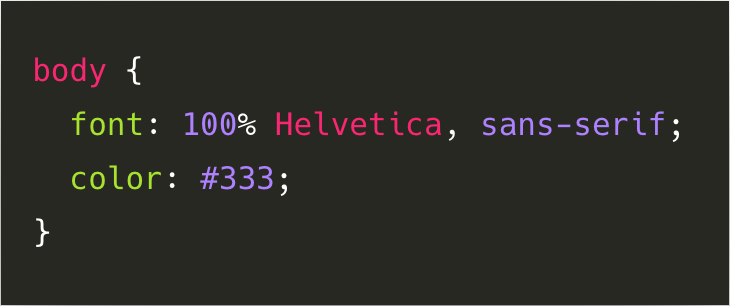 body {
  font: 100% Helvetica, sans-serif;
  color: #333;
}